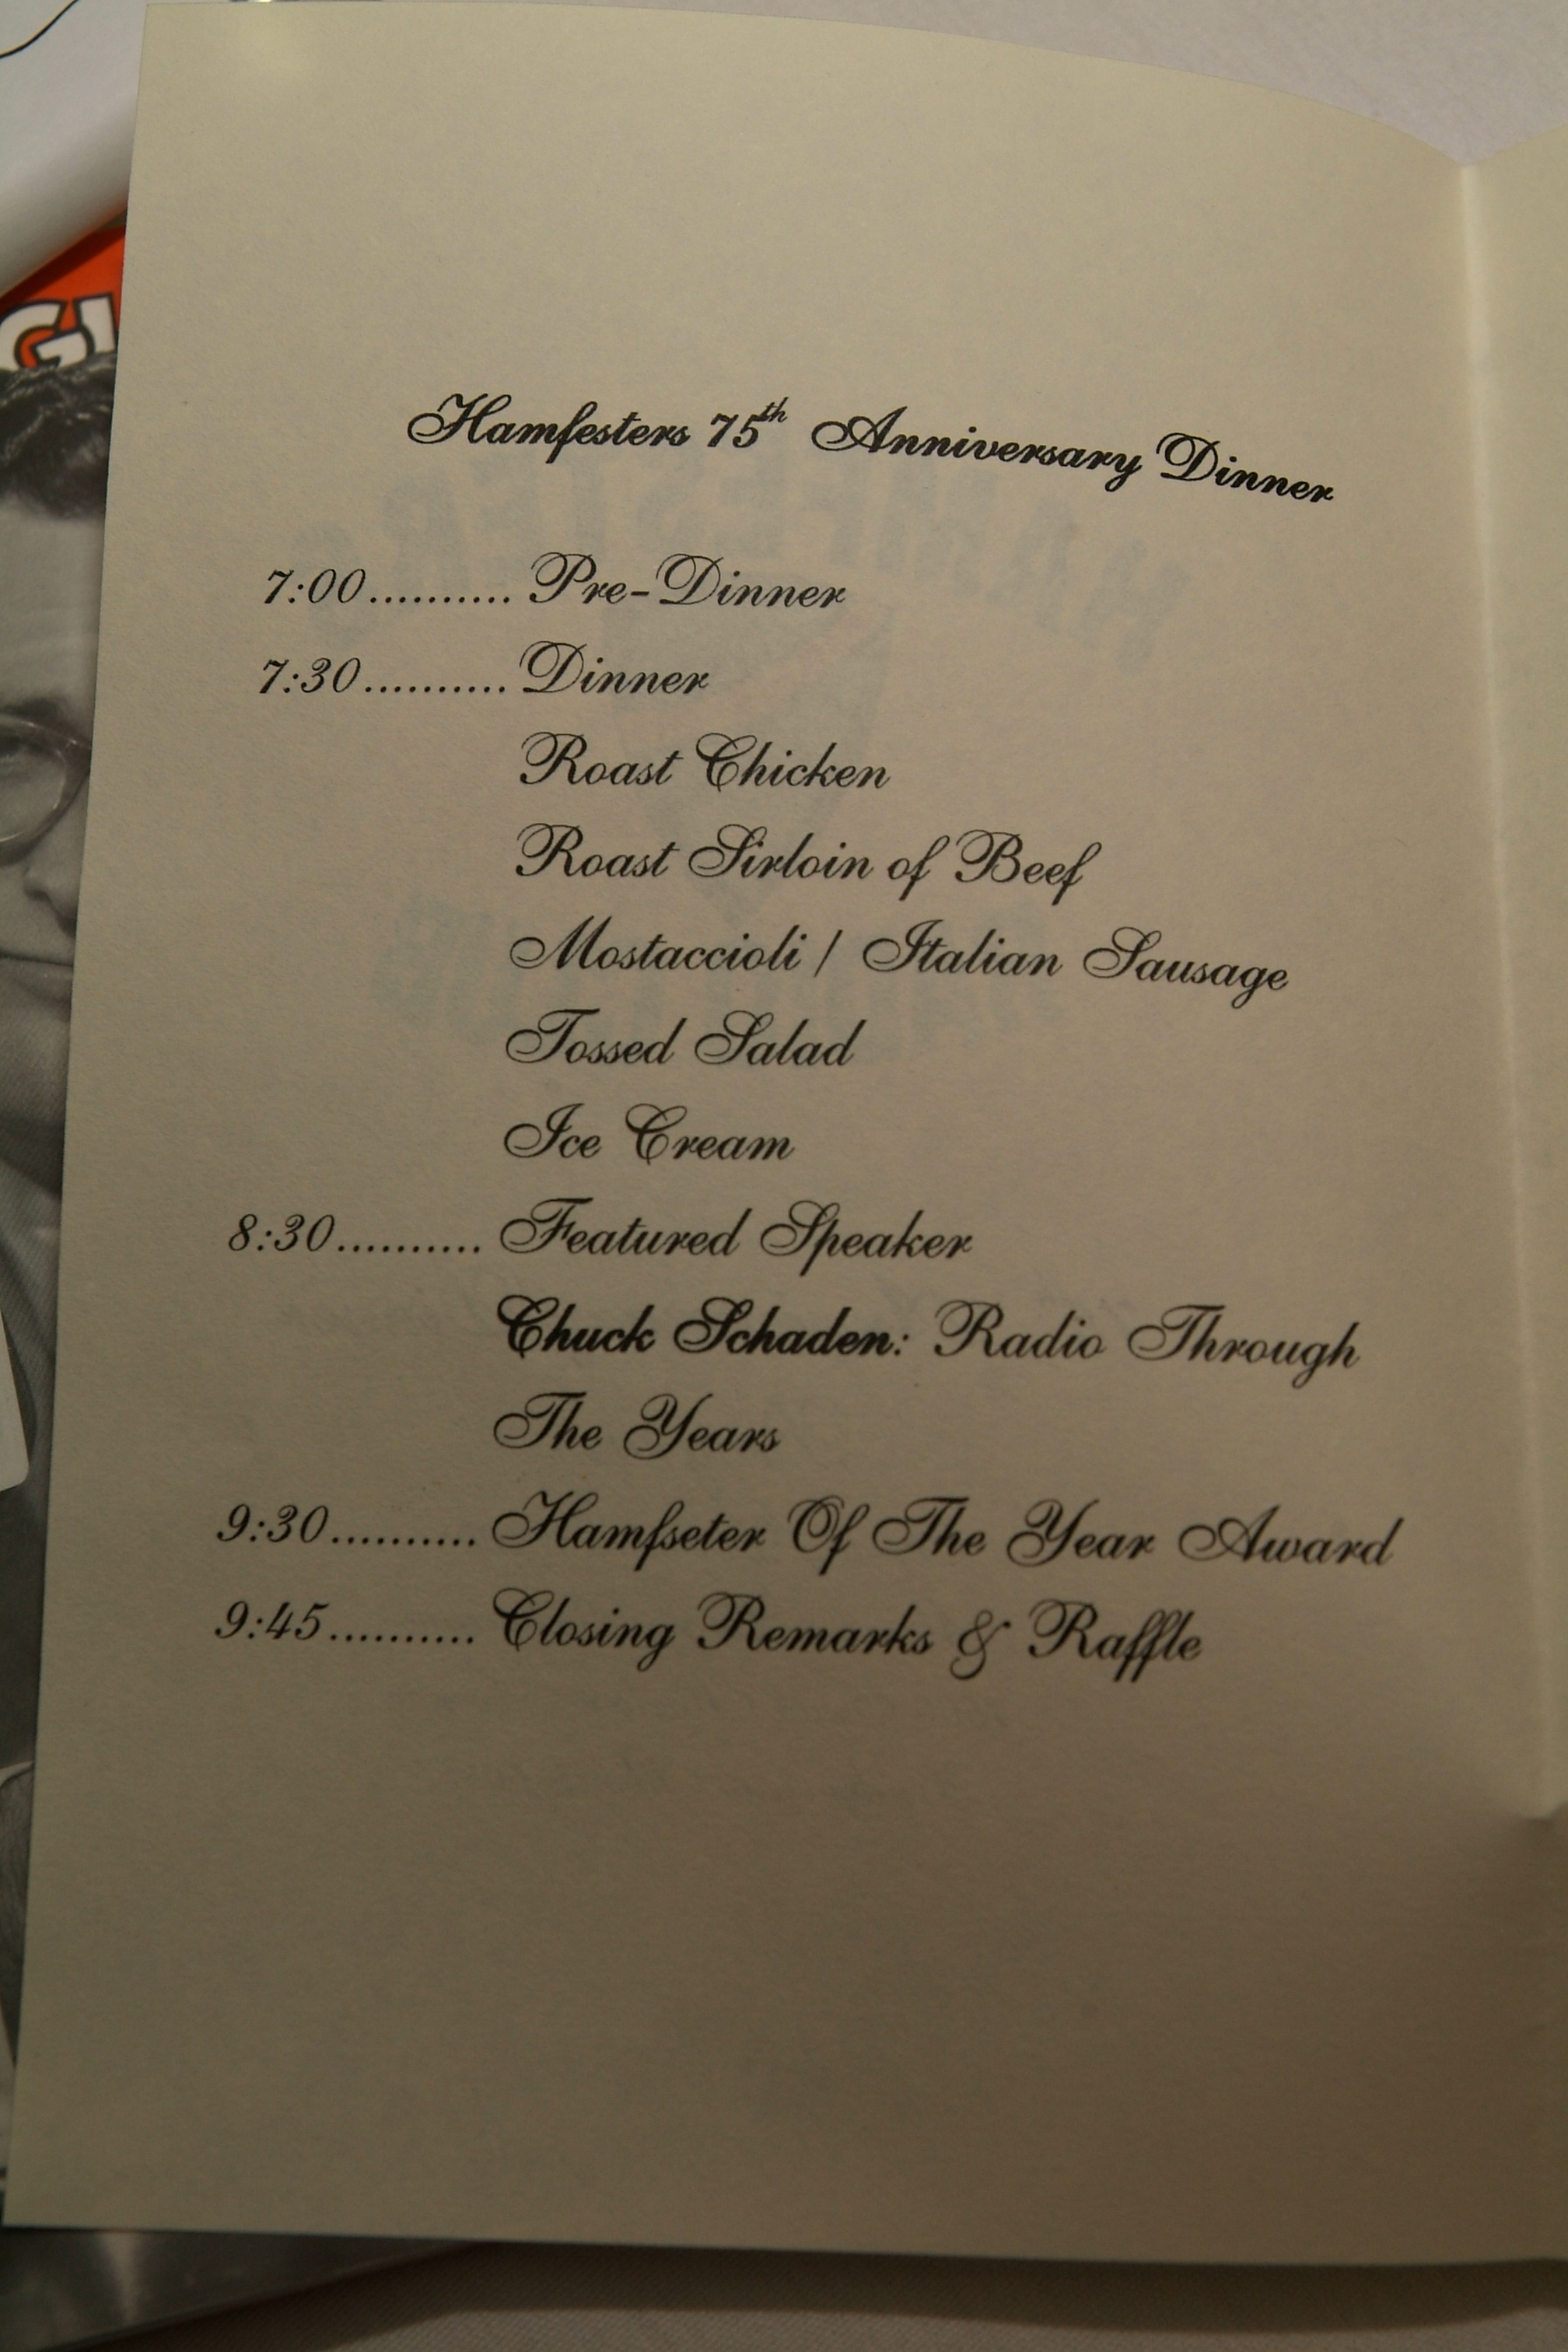 Hamfesters 75th Anniversary Dinner
7:00.......... Pre-Dinner
7:30.......... Dinner
Roast Chicken
Roast Sirloin of Beef
Mostaccioli / Italian Sausage
Tossed Salad
Ice Cream
8:30.......... Featured Speaker
Chuck Schaden: Radio Through
The Years
9:30.......... Hamfseter Of The Year Award
9:45.......... Closing Remarks & Raffle